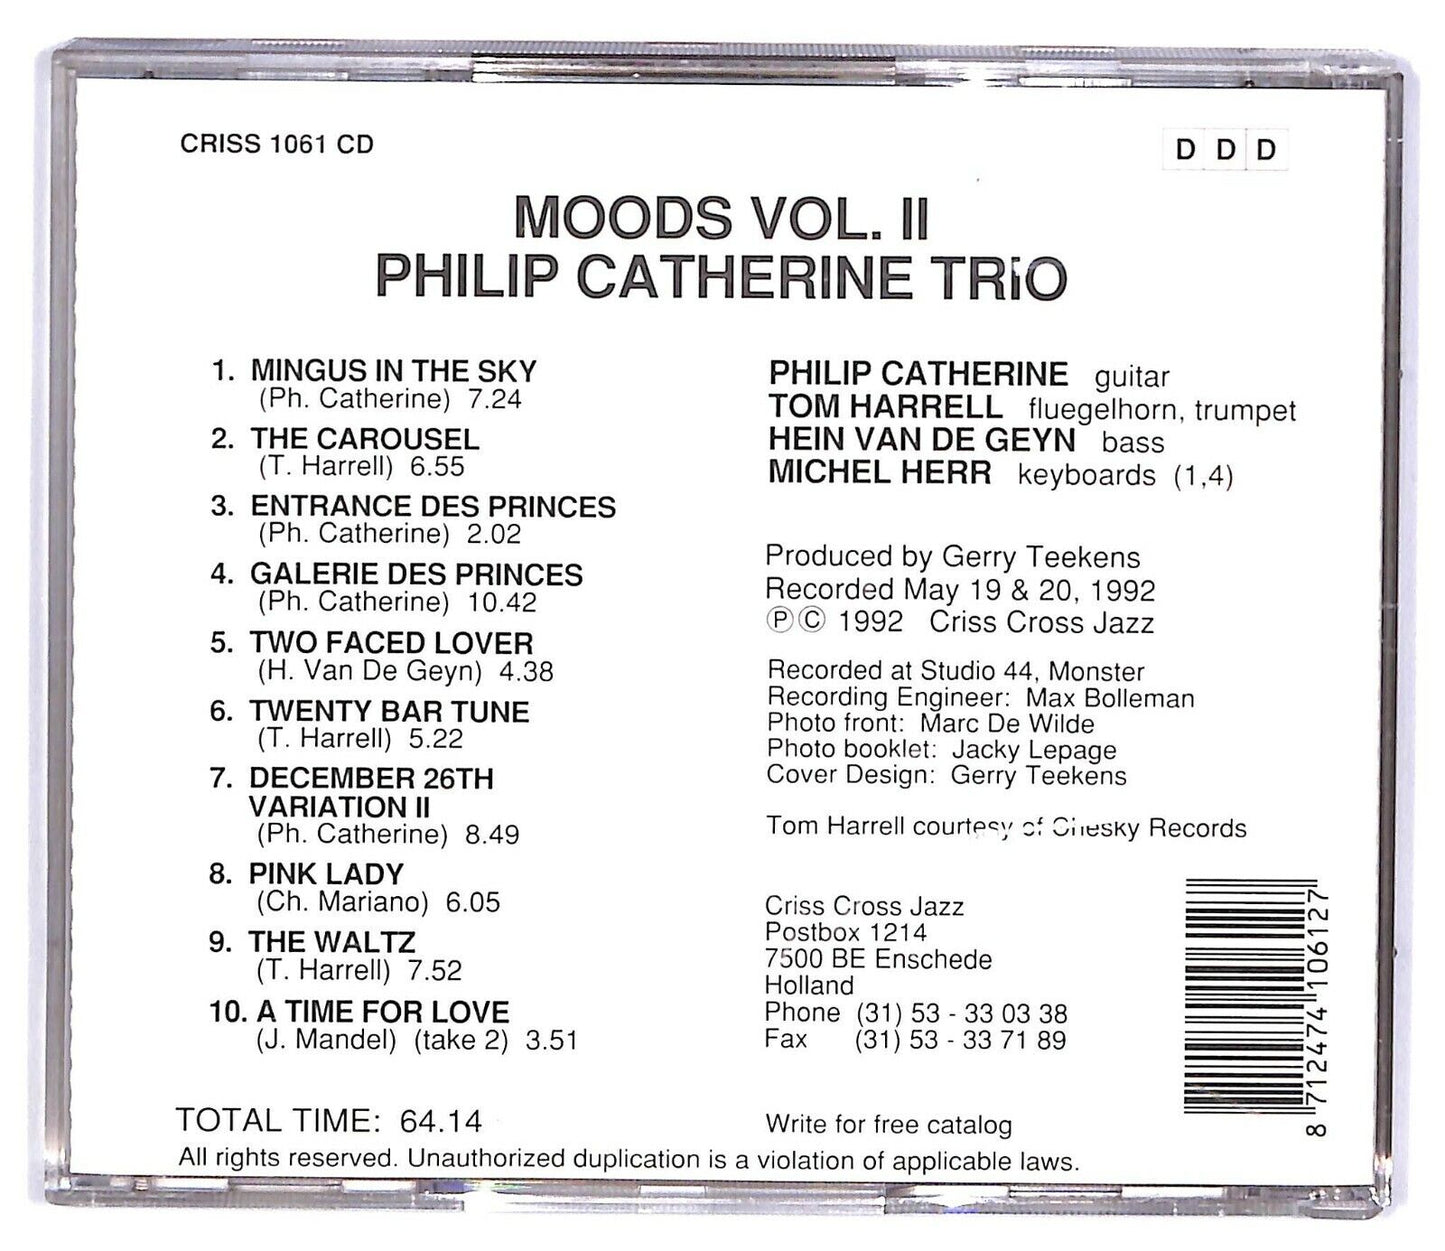 CRISS 1061 CD
D D D
MOODS VOL. II
PHILIP CATHERINE TRIO
1. MINGUS IN THE SKY
(Ph. Catherine) 7.24
2. THE CAROUSEL
(T. Harrell) 6.55
3. ENTRANCE DES PRINCES
(Ph. Catherine) 2.02
4. GALERIE DES PRINCES
(Ph. Catherine) 10.42
5. TWO FACED LOVER
(H. Van De Geyn) 4.38
6. TWENTY BAR TUNE
(T. Harrell) 5.22
7. DECEMBER 26TH
VARIATION II
(Ph. Catherine) 8.49
8. PINK LADY
(Ch. Mariano) 6.05
9. THE WALTZ
(T. Harrell) 7.52
10. A TIME FOR LOVE
(J. Mandel) (take 2) 3.51
TOTAL TIME: 64.14
PHILIP CATHERINE guitar
TOM HARRELL fluegelhorn, trumpet
HEIN VAN DE GEYN bass
MICHEL HERR keyboards (1,4)
Produced by Gerry Teekens
Recorded May 19 & 20, 1992
Ⓟ Ⓒ 1992 Criss Cross Jazz
Recorded at Studio 44, Monster
Recording Engineer: Max Bolleman
Photo front: Marc De Wilde
Photo booklet: Jacky Lepage
Cover Design: Gerry Teekens
Tom Harrell courtesy of Chesky Records
Criss Cross Jazz
Postbox 1214
7500 BE Enschede
Holland
Phone (31) 53 - 33 03 38
Fax (31) 53 - 33 71 89
Write for free catalog
8 712474 106127
All rights reserved. Unauthorized duplication is a violation of applicable laws.